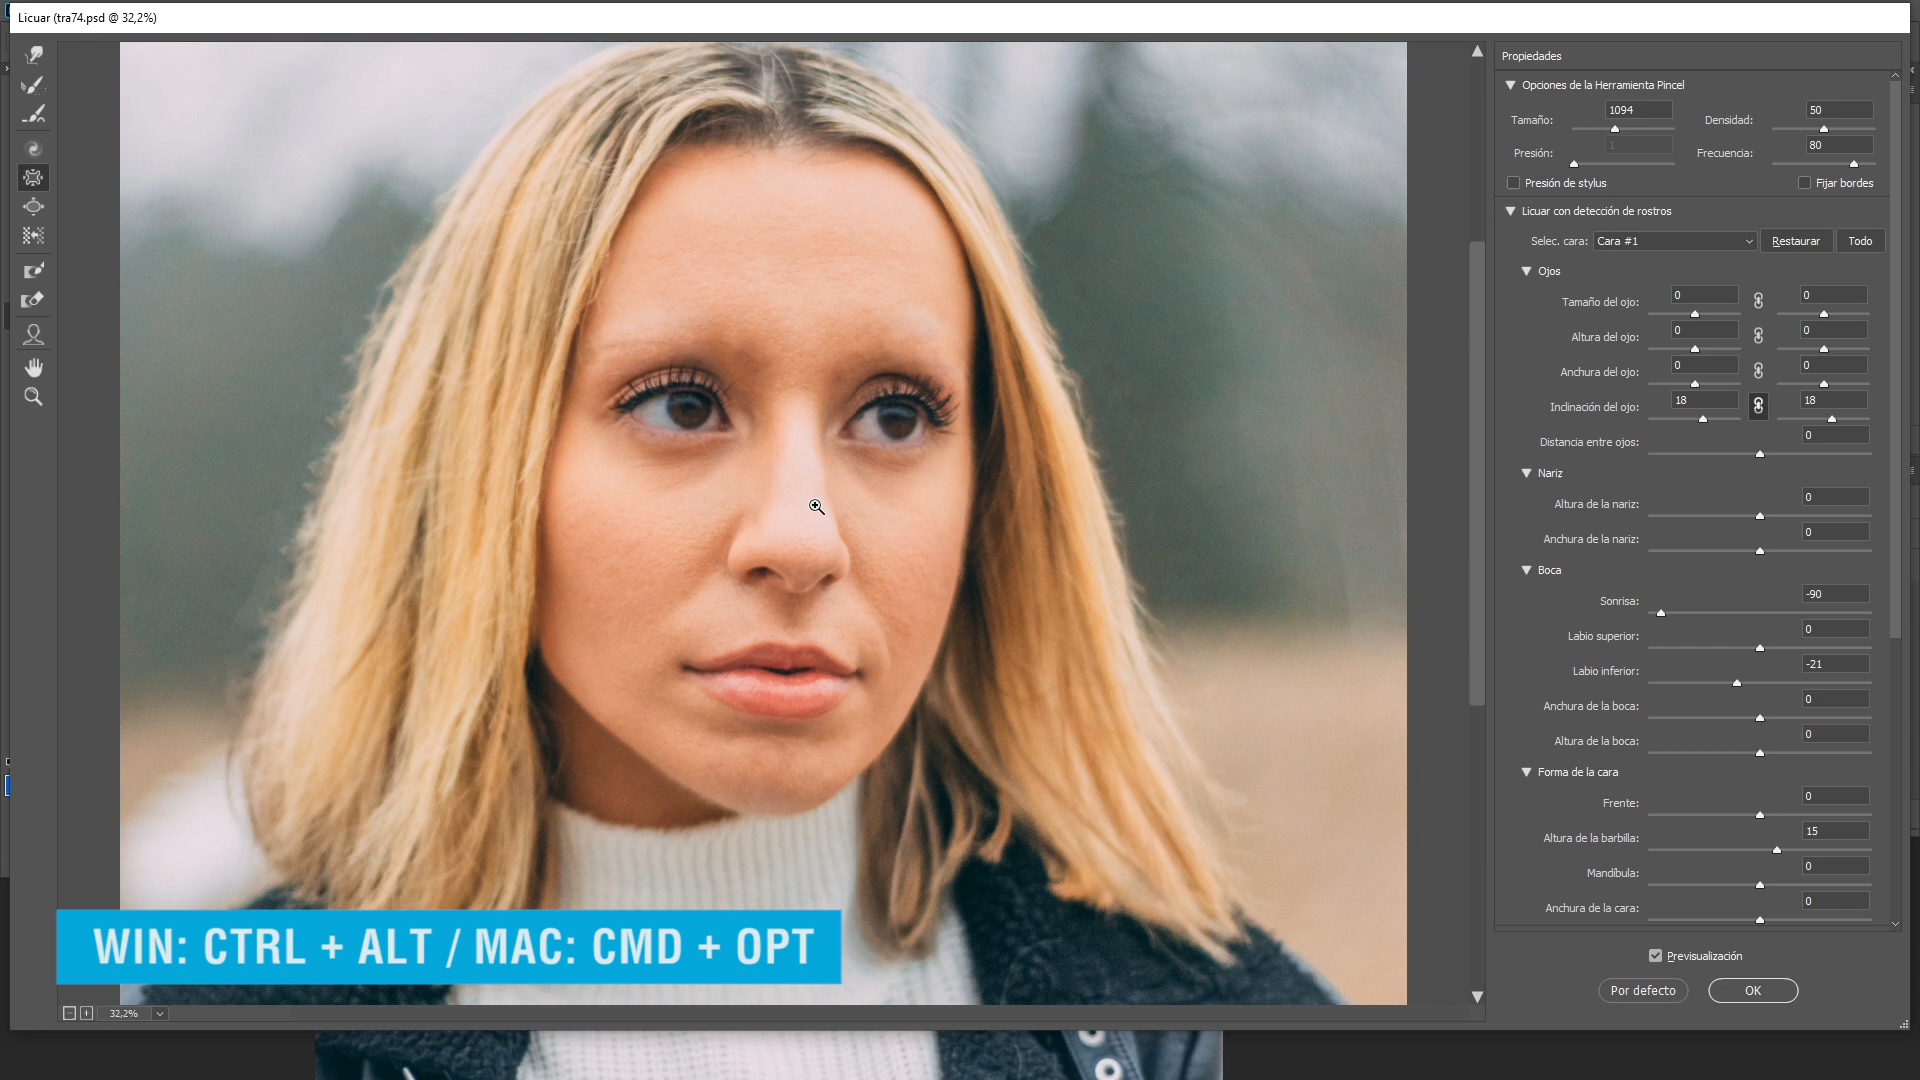 Licuar (tra74.psd @ 32,2%)
Propiedades
Opciones de la Herramienta Pincel
Tamaño: 1094 Densidad: 50
Presión: 1 Frecuencia: 80
Presión de stylus Fijar bordes
Licuar con detección de rostros
Selec. cara: Cara #1 Restaurar Todo
Ojos
Tamaño del ojo: 0 0
Altura del ojo: 0 0
Anchura del ojo: 0 0
Inclinación del ojo: 18 18
Distancia entre ojos: 0
Nariz
Altura de la nariz: 0
Anchura de la nariz: 0
Boca
Sonrisa: -90
Labio superior: 0
Labio inferior: -21
Anchura de la boca: 0
Altura de la boca: 0
Forma de la cara
Frente: 0
Altura de la barbilla: 15
Mandíbula: 0
Anchura de la cara: 0
WIN: CTRL + ALT / MAC: CMD + OPT
Previsualización
Por defecto OK
32,2%